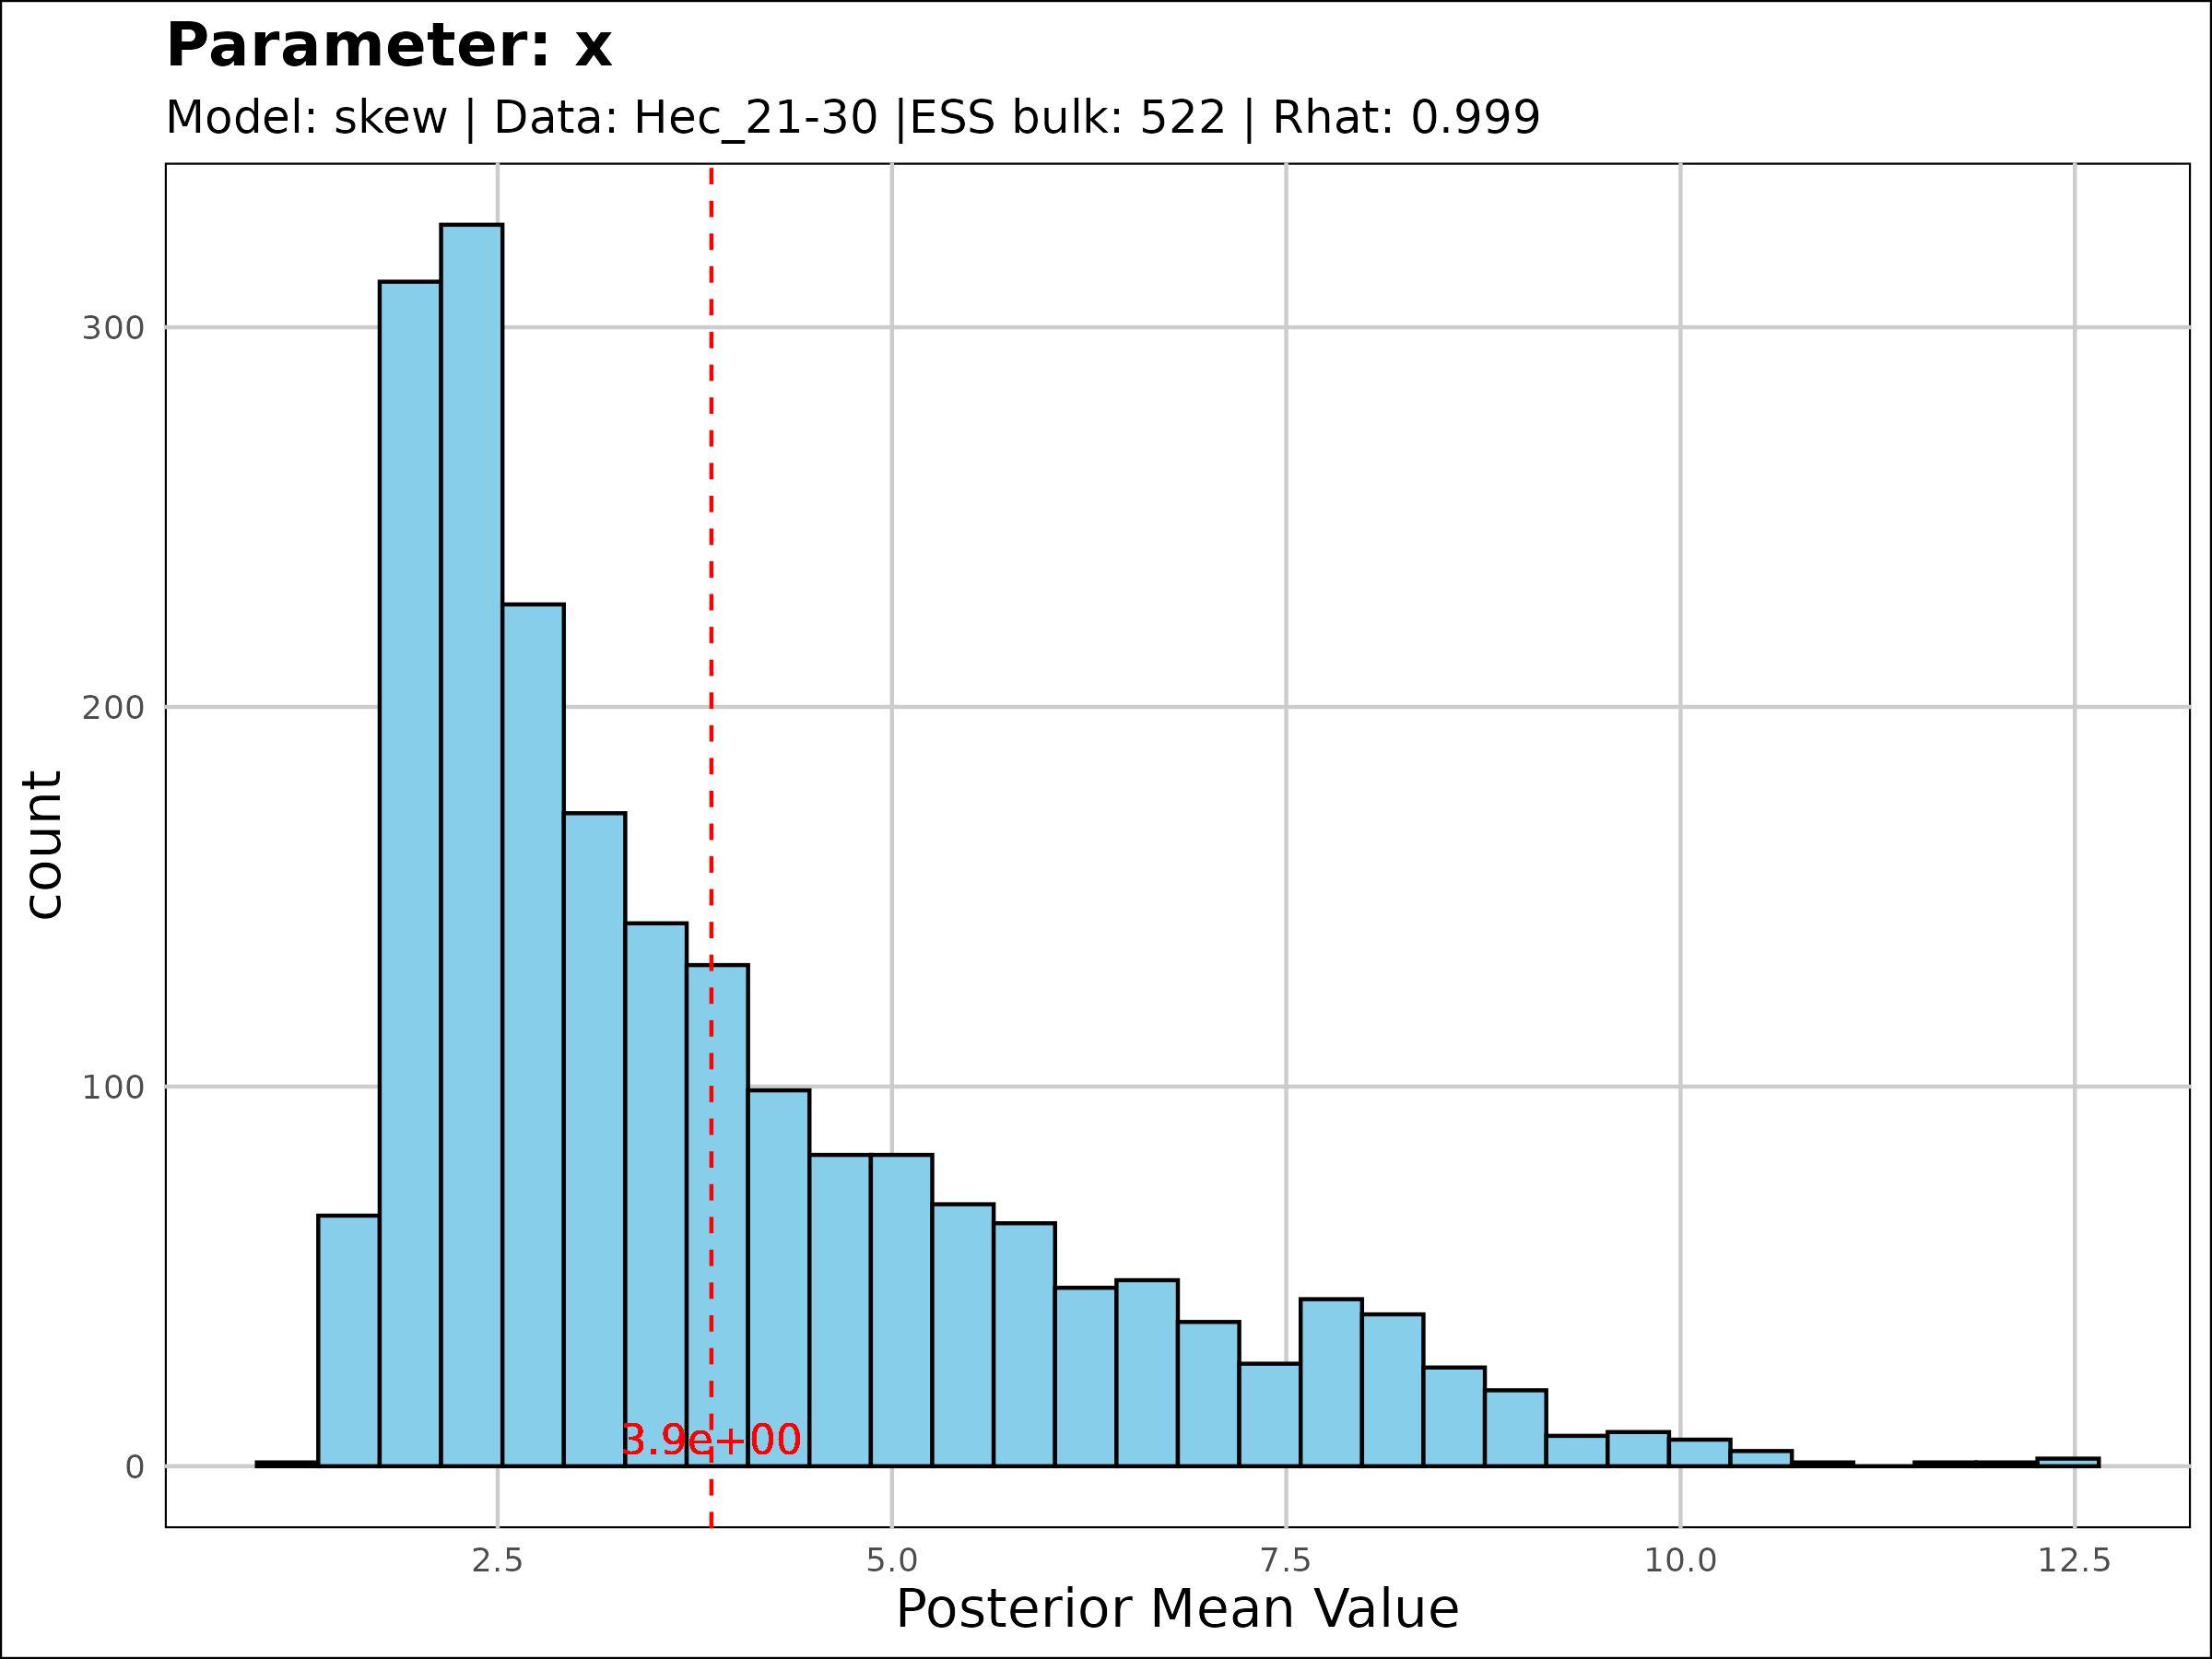 Parameter: x
Model: skew | Data: Hec_21-30 |ESS bulk: 522 | Rhat: 0.999
300
200
100
0
count
3.9e+00
2.5 5.0 7.5 10.0 12.5
Posterior Mean Value